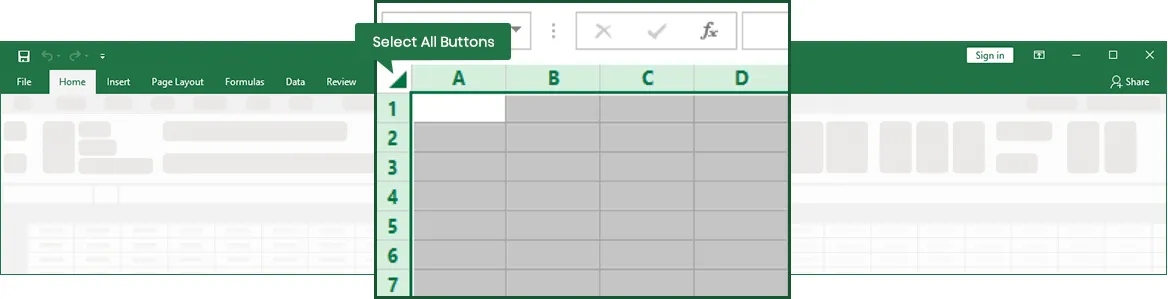 Select All Buttons
fx
Sign in
File Home Insert Page Layout Formulas Data Review
Share
A B C D
1
2
3
4
5
6
7